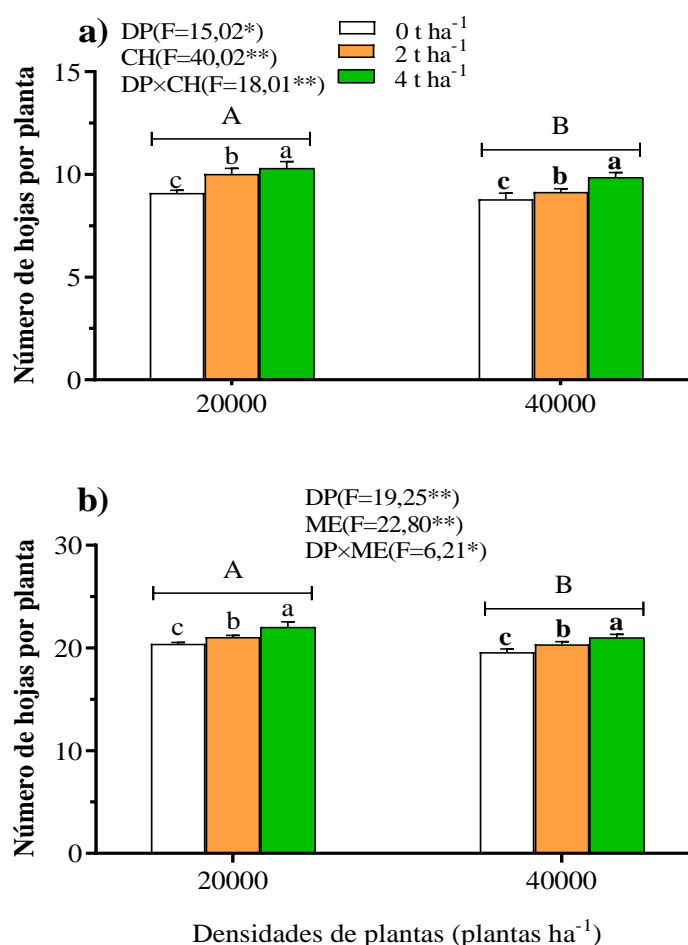 a)
DP(F=15,02*)
CH(F=40,02**)
DP×CH(F=18,01**)
0 t ha⁻¹
2 t ha⁻¹
4 t ha⁻¹
Número de hojas por planta
15
10
5
0
A
c b a
B
c b a
20000 40000
b)
DP(F=19,25**)
ME(F=22,80**)
DP×ME(F=6,21*)
Número de hojas por planta
30
20
10
0
A
c b a
B
c b a
20000 40000
Densidades de plantas (plantas ha⁻¹)